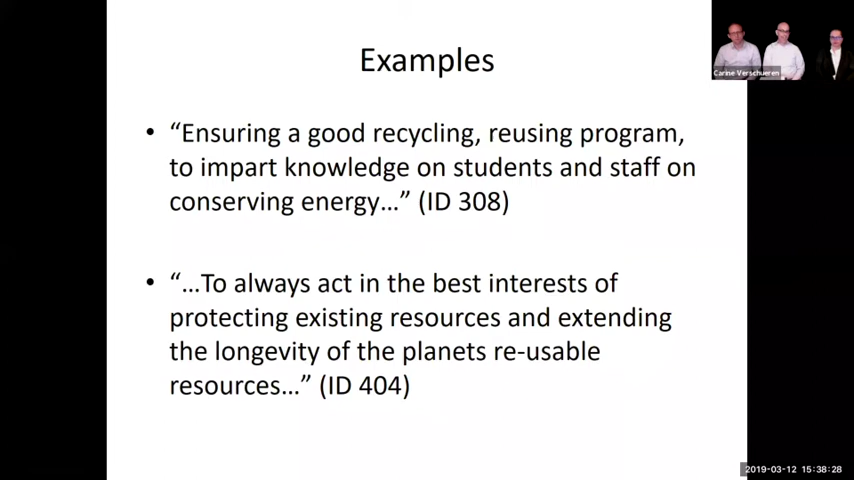 Examples
Carine Verschueren
• “Ensuring a good recycling, reusing program,
to impart knowledge on students and staff on
conserving energy…” (ID 308)
• “…To always act in the best interests of
protecting existing resources and extending
the longevity of the planets re-usable
resources…” (ID 404)
2019-03-12 15:38:28